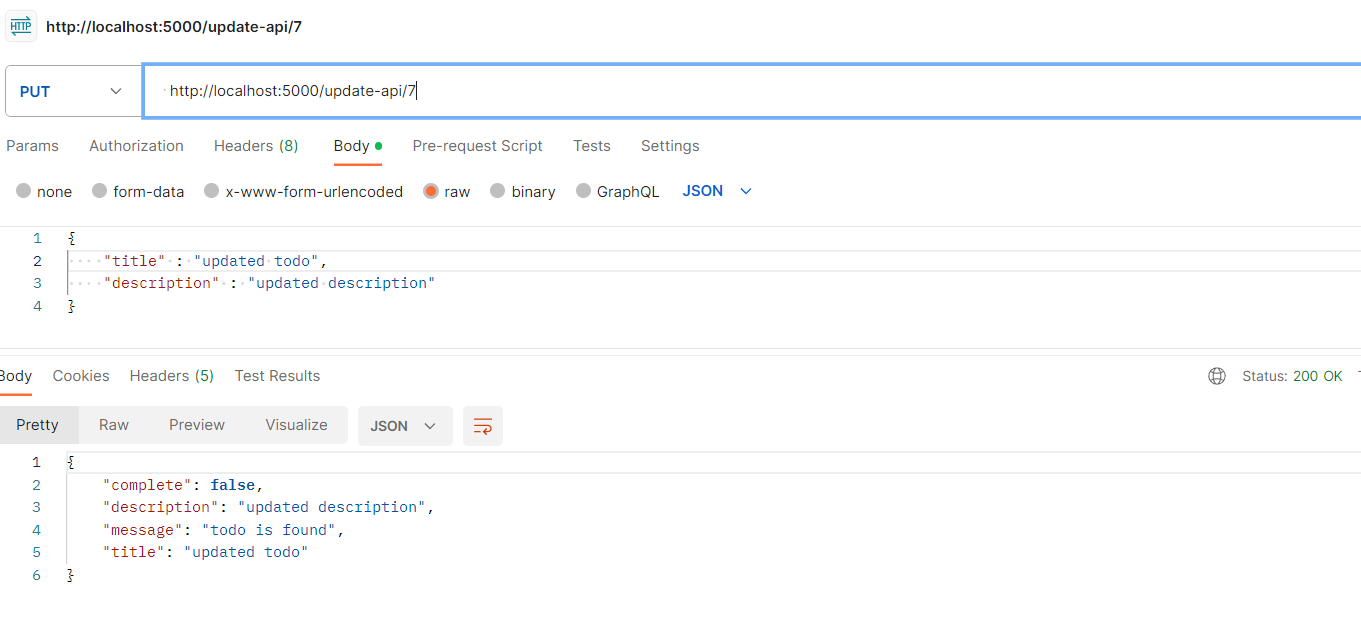 HTTP http://localhost:5000/update-api/7
PUT http://localhost:5000/update-api/7
Params Authorization Headers (8) Body Pre-request Script Tests Settings
none form-data x-www-form-urlencoded raw binary GraphQL JSON
1 {
2 "title" : "updated todo",
3 "description" : "updated description"
4 }
Body Cookies Headers (5) Test Results Status: 200 OK
Pretty Raw Preview Visualize JSON
1 {
2 "complete": false,
3 "description": "updated description",
4 "message": "todo is found",
5 "title": "updated todo"
6 }